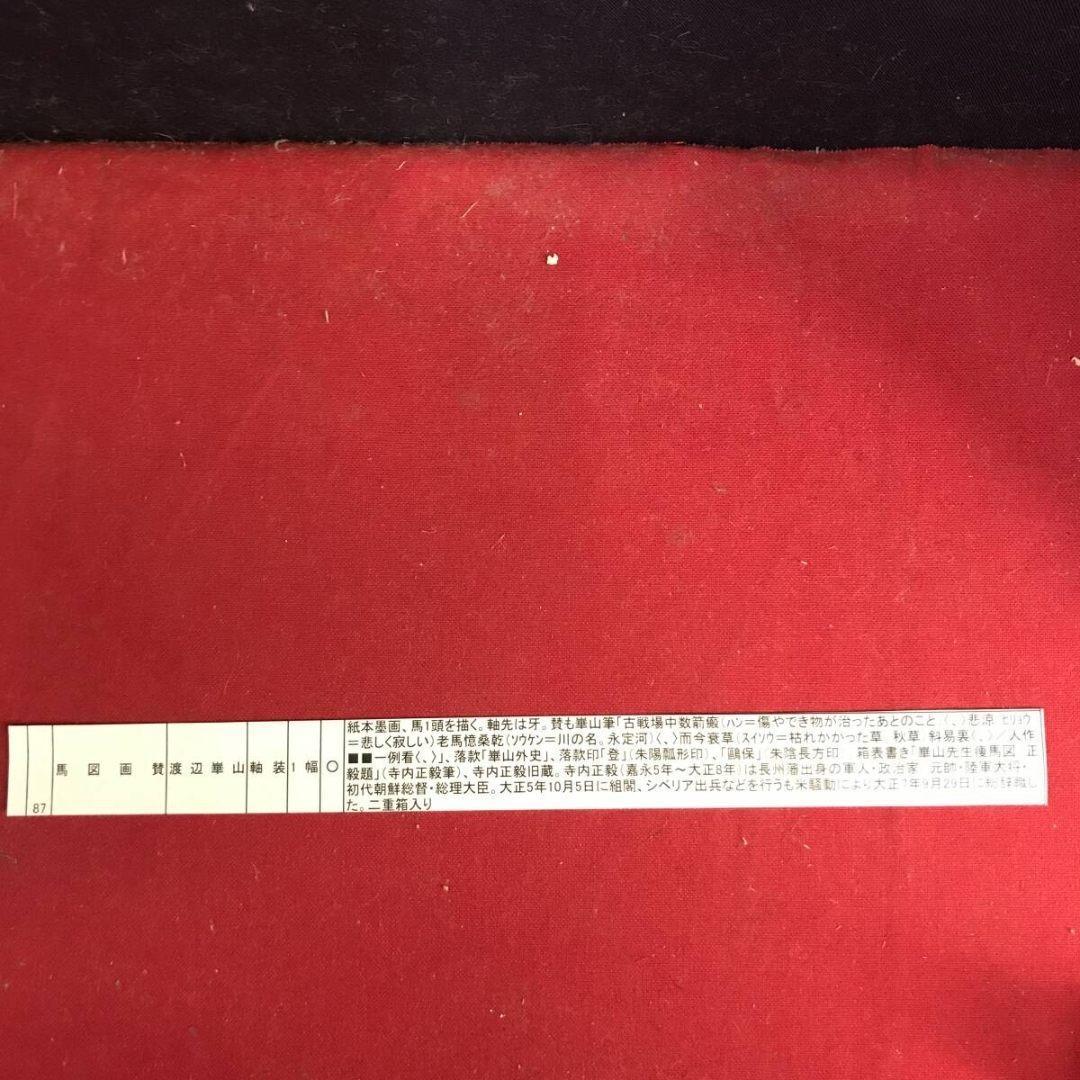 87
馬図画賛
渡辺崋山
軸装
1幅
○
紙本墨画、馬1頭を描く。軸先は牙。賛も崋山筆「古戦場中数箭瘢(ハン=傷やでき物が治ったあとのこと〈、〉悲涼 ヒリョウ
=悲しく寂しい)老馬憶桑乾(ソウケン=川の名。永定河)〈、〉而今衰草(スイソウ=枯れかかった草 秋草 斜昜裏〈、〉/人作
■■一例看〈、〉」、落款「崋山外史」、落款印「登」(朱陽瓢形印)、「鷗保」(朱陰長方印 箱表書き「崋山先生 馬図 正
毅題」(寺内正毅筆)、寺内正毅旧蔵。寺内正毅(嘉永5年～大正8年)は長州藩出身の軍人・政治家 元帥・陸軍大将・
初代朝鮮総督・総理大臣。大正5年10月5日に組閣、シベリア出兵などを行うも米騒動により大正7年9月29日に総辞職し
た。二重箱入り